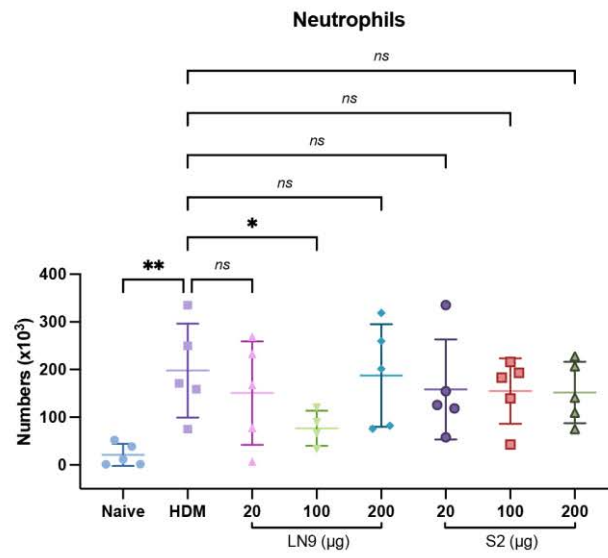 Neutrophils
ns
ns
ns
ns
*
** ns
400
300
200
100
0
Numbers (x10³)
Naive HDM 20 100 200 20 100 200
LN9 (µg) S2 (µg)